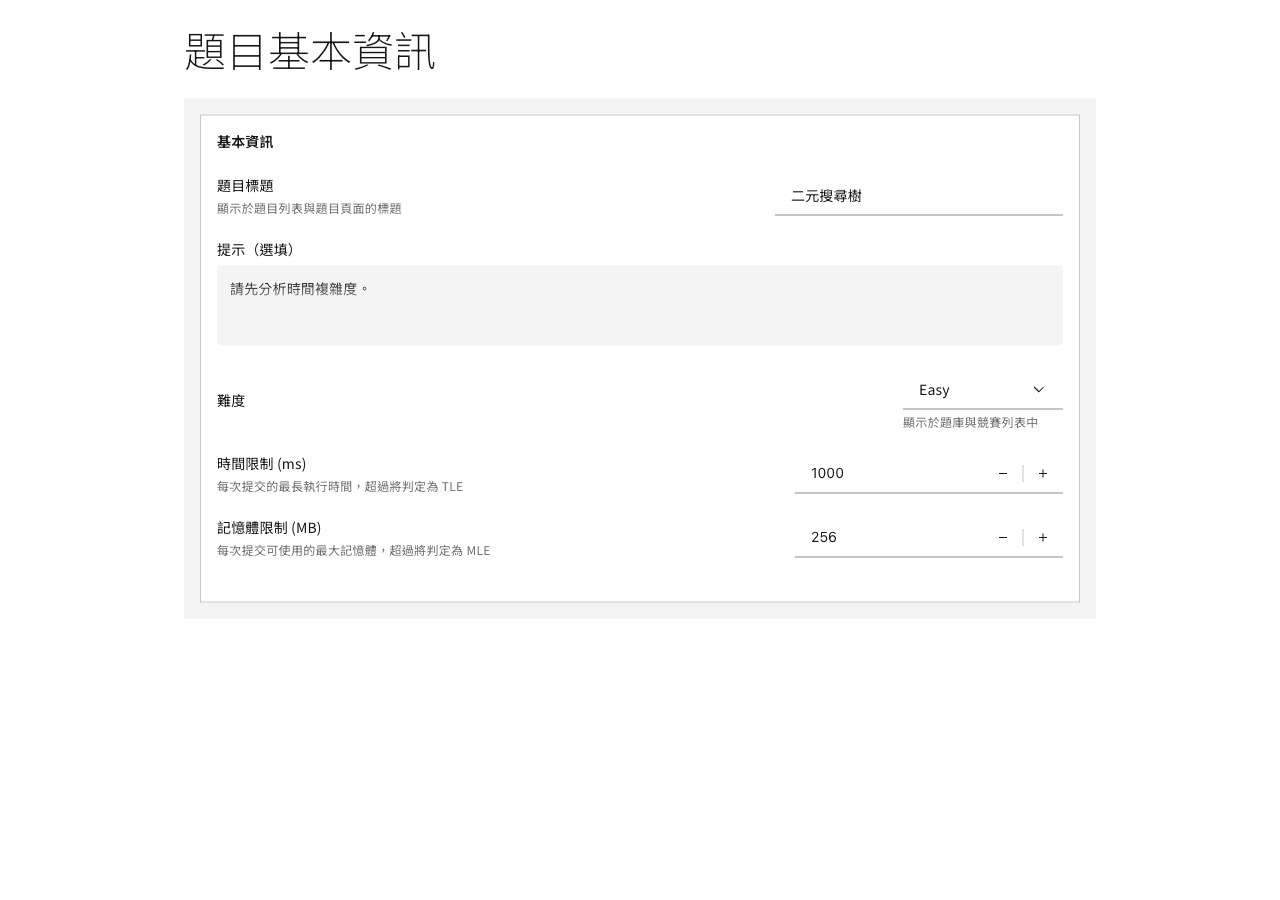 題目基本資訊
基本資訊
題目標題
顯示於題目列表與題目頁面的標題
二元搜尋樹
提示（選填）
請先分析時間複雜度。
難度
Easy
顯示於題庫與競賽列表中
時間限制 (ms)
每次提交的最長執行時間，超過將判定為 TLE
1000
記憶體限制 (MB)
每次提交可使用的最大記憶體，超過將判定為 MLE
256